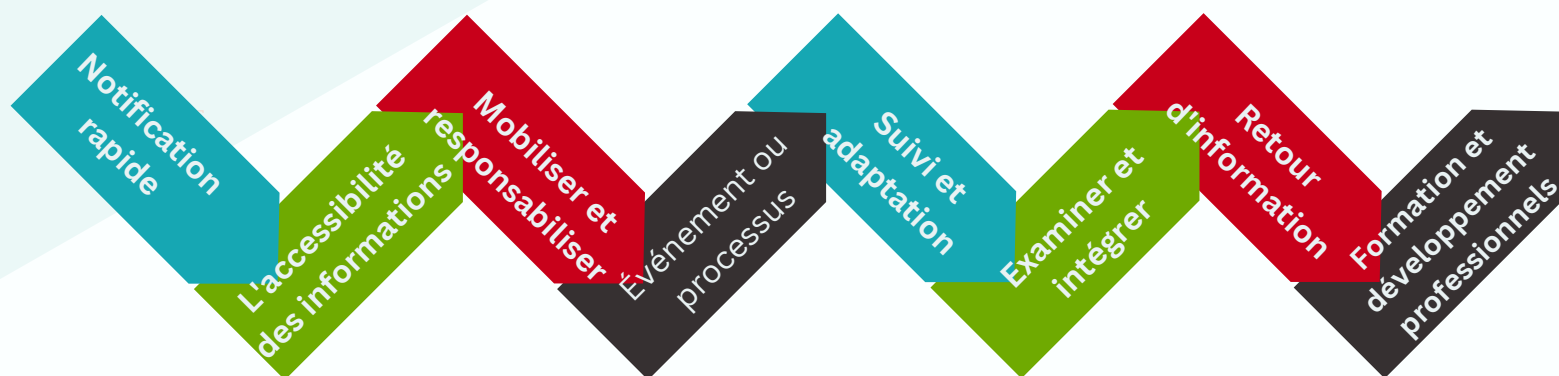 Notification
rapide
L'accessibilité
des informations
Mobiliser et
responsabiliser
Événement ou
processus
Suivi et
adaptation
Examiner et
intégrer
Retour
d'information
Formation et
développement
professionnels